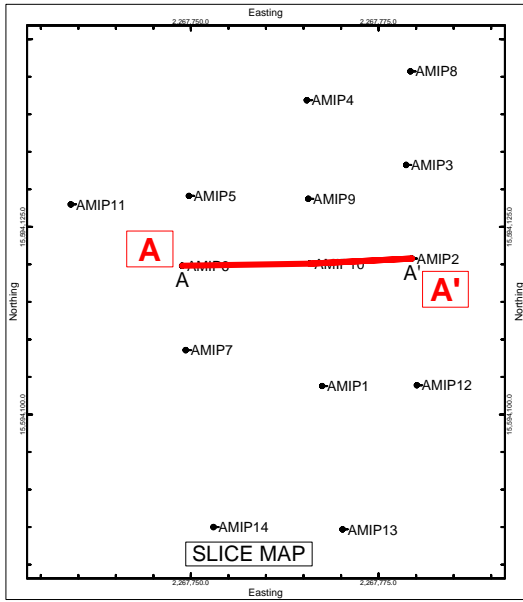 Easting
2,267,750.0
2,267,775.0
AMIP8
AMIP4
AMIP3
AMIP5
AMIP9
AMIP11
15,594,125.0
15,594,125.0
A
AMIP6
AMIP10
AMIP2
A
A'
A'
Northing
Northing
AMIP7
AMIP1
AMIP12
15,594,100.0
15,594,100.0
AMIP14
AMIP13
SLICE MAP
2,267,750.0
2,267,775.0
Easting